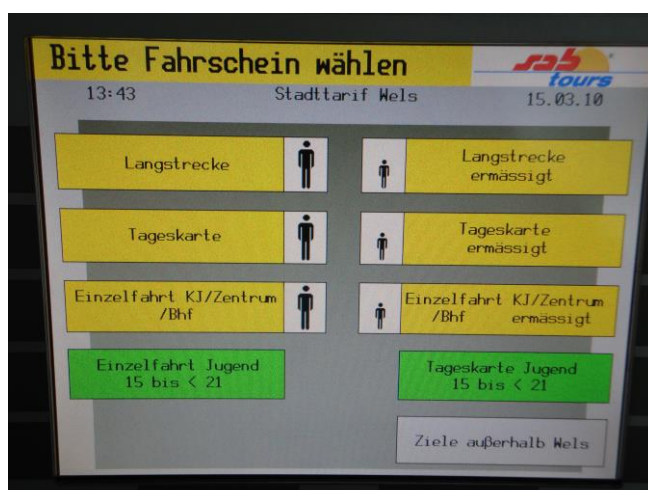 Bitte Fahrschein wählen
sab
tours
13:43 Stadttarif Wels 15.03.10
Langstrecke
Langstrecke
ermässigt
Tageskarte
Tageskarte
ermässigt
Einzelfahrt KJ/Zentrum
/Bhf
Einzelfahrt KJ/Zentrum
/Bhf ermässigt
Einzelfahrt Jugend
15 bis < 21
Tageskarte Jugend
15 bis < 21
Ziele außerhalb Wels